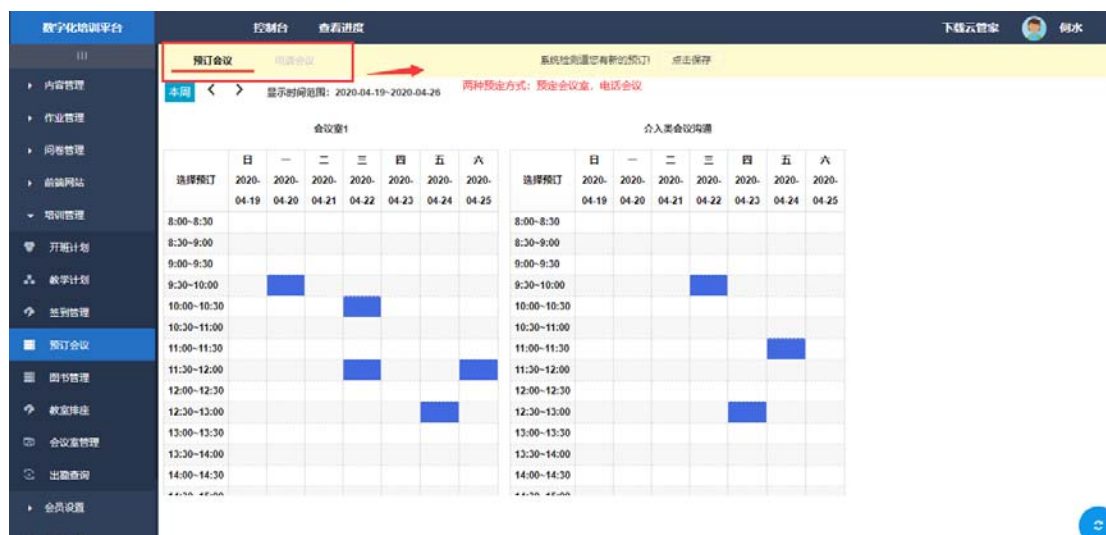 数字化培训平台
控制台 查看进度
下载云管家 何水
预订会议 电话会议
系统检测道您有新的预订! 点击保存
两种预定方式：预定会议室，电话会议
本周 < > 显示时间范围：2020-04-19~2020-04-26
内容管理
作业管理
问卷管理
前端网站
培训管理
开班计划
教学计划
签到管理
预订会议
图书管理
教室排座
会议室管理
出勤查询
会员设置
会议室1
选择预订 日 一 二 三 四 五 六
2020- 2020- 2020- 2020- 2020- 2020- 2020-
04-19 04-20 04-21 04-22 04-23 04-24 04-25
8:00~8:30
8:30~9:00
9:00~9:30
9:30~10:00
10:00~10:30
10:30~11:00
11:00~11:30
11:30~12:00
12:00~12:30
12:30~13:00
13:00~13:30
13:30~14:00
14:00~14:30
介入类会议沟通
选择预订 日 一 二 三 四 五 六
2020- 2020- 2020- 2020- 2020- 2020- 2020-
04-19 04-20 04-21 04-22 04-23 04-24 04-25
8:00~8:30
8:30~9:00
9:00~9:30
9:30~10:00
10:00~10:30
10:30~11:00
11:00~11:30
11:30~12:00
12:00~12:30
12:30~13:00
13:00~13:30
13:30~14:00
14:00~14:30